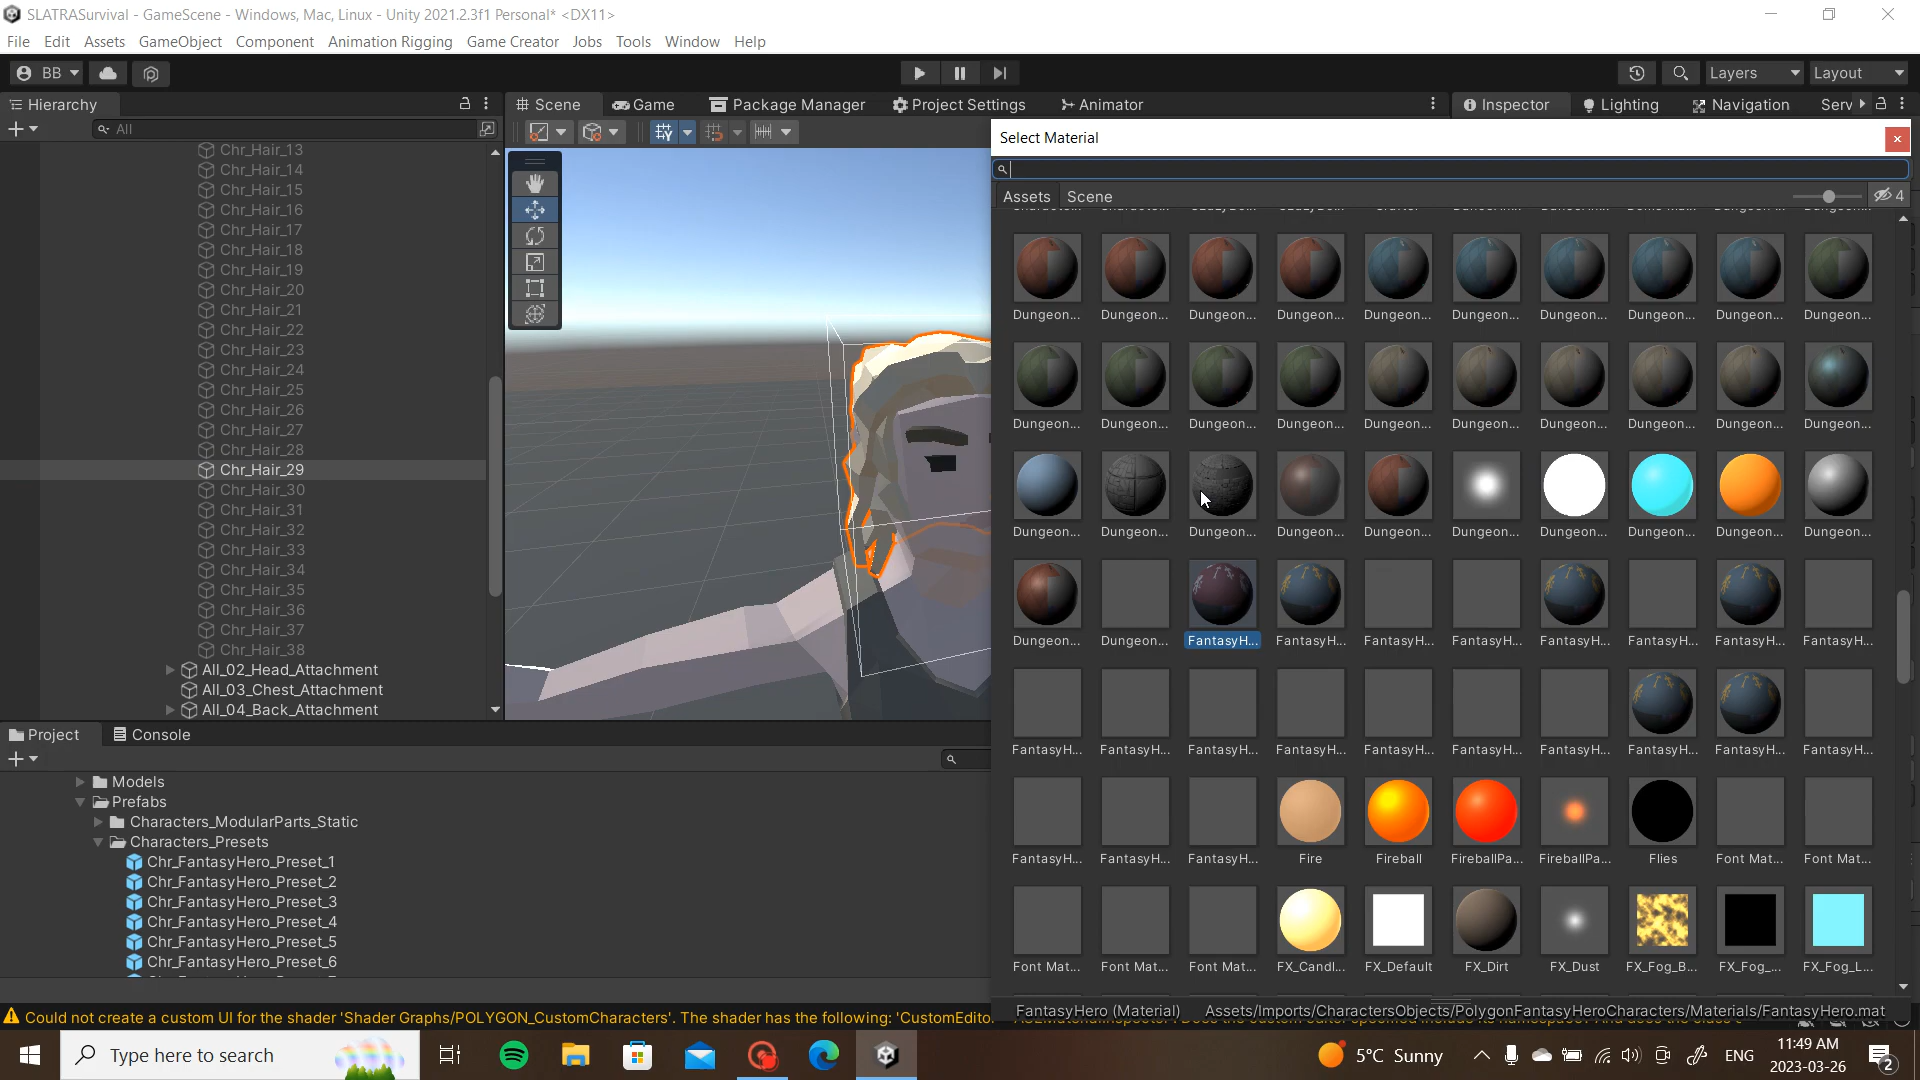 SLATRASurvival - GameScene - Windows, Mac, Linux - Unity 2021.2.3f1 Personal* <DX11>
File Edit Assets GameObject Component Animation Rigging Game Creator Jobs Tools Window Help
BB Layers Layout
Hierarchy Scene Game Package Manager Project Settings Animator Inspector Lighting Navigation Serv
All
Select Material
Assets Scene 4
Chr_Hair_13
Chr_Hair_14
Chr_Hair_15
Chr_Hair_16
Chr_Hair_17
Chr_Hair_18
Chr_Hair_19
Chr_Hair_20
Chr_Hair_21
Chr_Hair_22
Chr_Hair_23
Chr_Hair_24
Chr_Hair_25
Chr_Hair_26
Chr_Hair_27
Chr_Hair_28
Chr_Hair_29
Chr_Hair_30
Chr_Hair_31
Chr_Hair_32
Chr_Hair_33
Chr_Hair_34
Chr_Hair_35
Chr_Hair_36
Chr_Hair_37
Chr_Hair_38
All_02_Head_Attachment
All_03_Chest_Attachment
All_04_Back_Attachment
Dungeon... Dungeon... Dungeon... Dungeon... Dungeon... Dungeon... Dungeon... Dungeon... Dungeon... Dungeon...
Dungeon... Dungeon... Dungeon... Dungeon... Dungeon... Dungeon... Dungeon... Dungeon... Dungeon... Dungeon...
Dungeon... Dungeon... Dungeon... Dungeon... Dungeon... Dungeon... Dungeon... Dungeon... Dungeon... Dungeon...
Dungeon... Dungeon... FantasyH... FantasyH... FantasyH... FantasyH... FantasyH... FantasyH... FantasyH... FantasyH...
FantasyH... FantasyH... FantasyH... FantasyH... FantasyH... FantasyH... FantasyH... FantasyH... FantasyH... FantasyH...
FantasyH... FantasyH... FantasyH... Fire Fireball FireballPa... FireballPa... Flies Font Mat... Font Mat...
Font Mat... Font Mat... Font Mat... FX_Candl... FX_Default FX_Dirt FX_Dust FX_Fog_B... FX_Fog_... FX_Fog_L...
FantasyHero (Material) Assets/Imports/CharactersObjects/PolygonFantasyHeroCharacters/Materials/FantasyHero.mat
Project Console
Models
Prefabs
Characters_ModularParts_Static
Characters_Presets
Chr_FantasyHero_Preset_1
Chr_FantasyHero_Preset_2
Chr_FantasyHero_Preset_3
Chr_FantasyHero_Preset_4
Chr_FantasyHero_Preset_5
Chr_FantasyHero_Preset_6
Could not create a custom UI for the shader 'Shader Graphs/POLYGON_CustomCharacters'. The shader has the following: 'CustomEdito
Type here to search
5°C Sunny
ENG
11:49 AM
2023-03-26
2